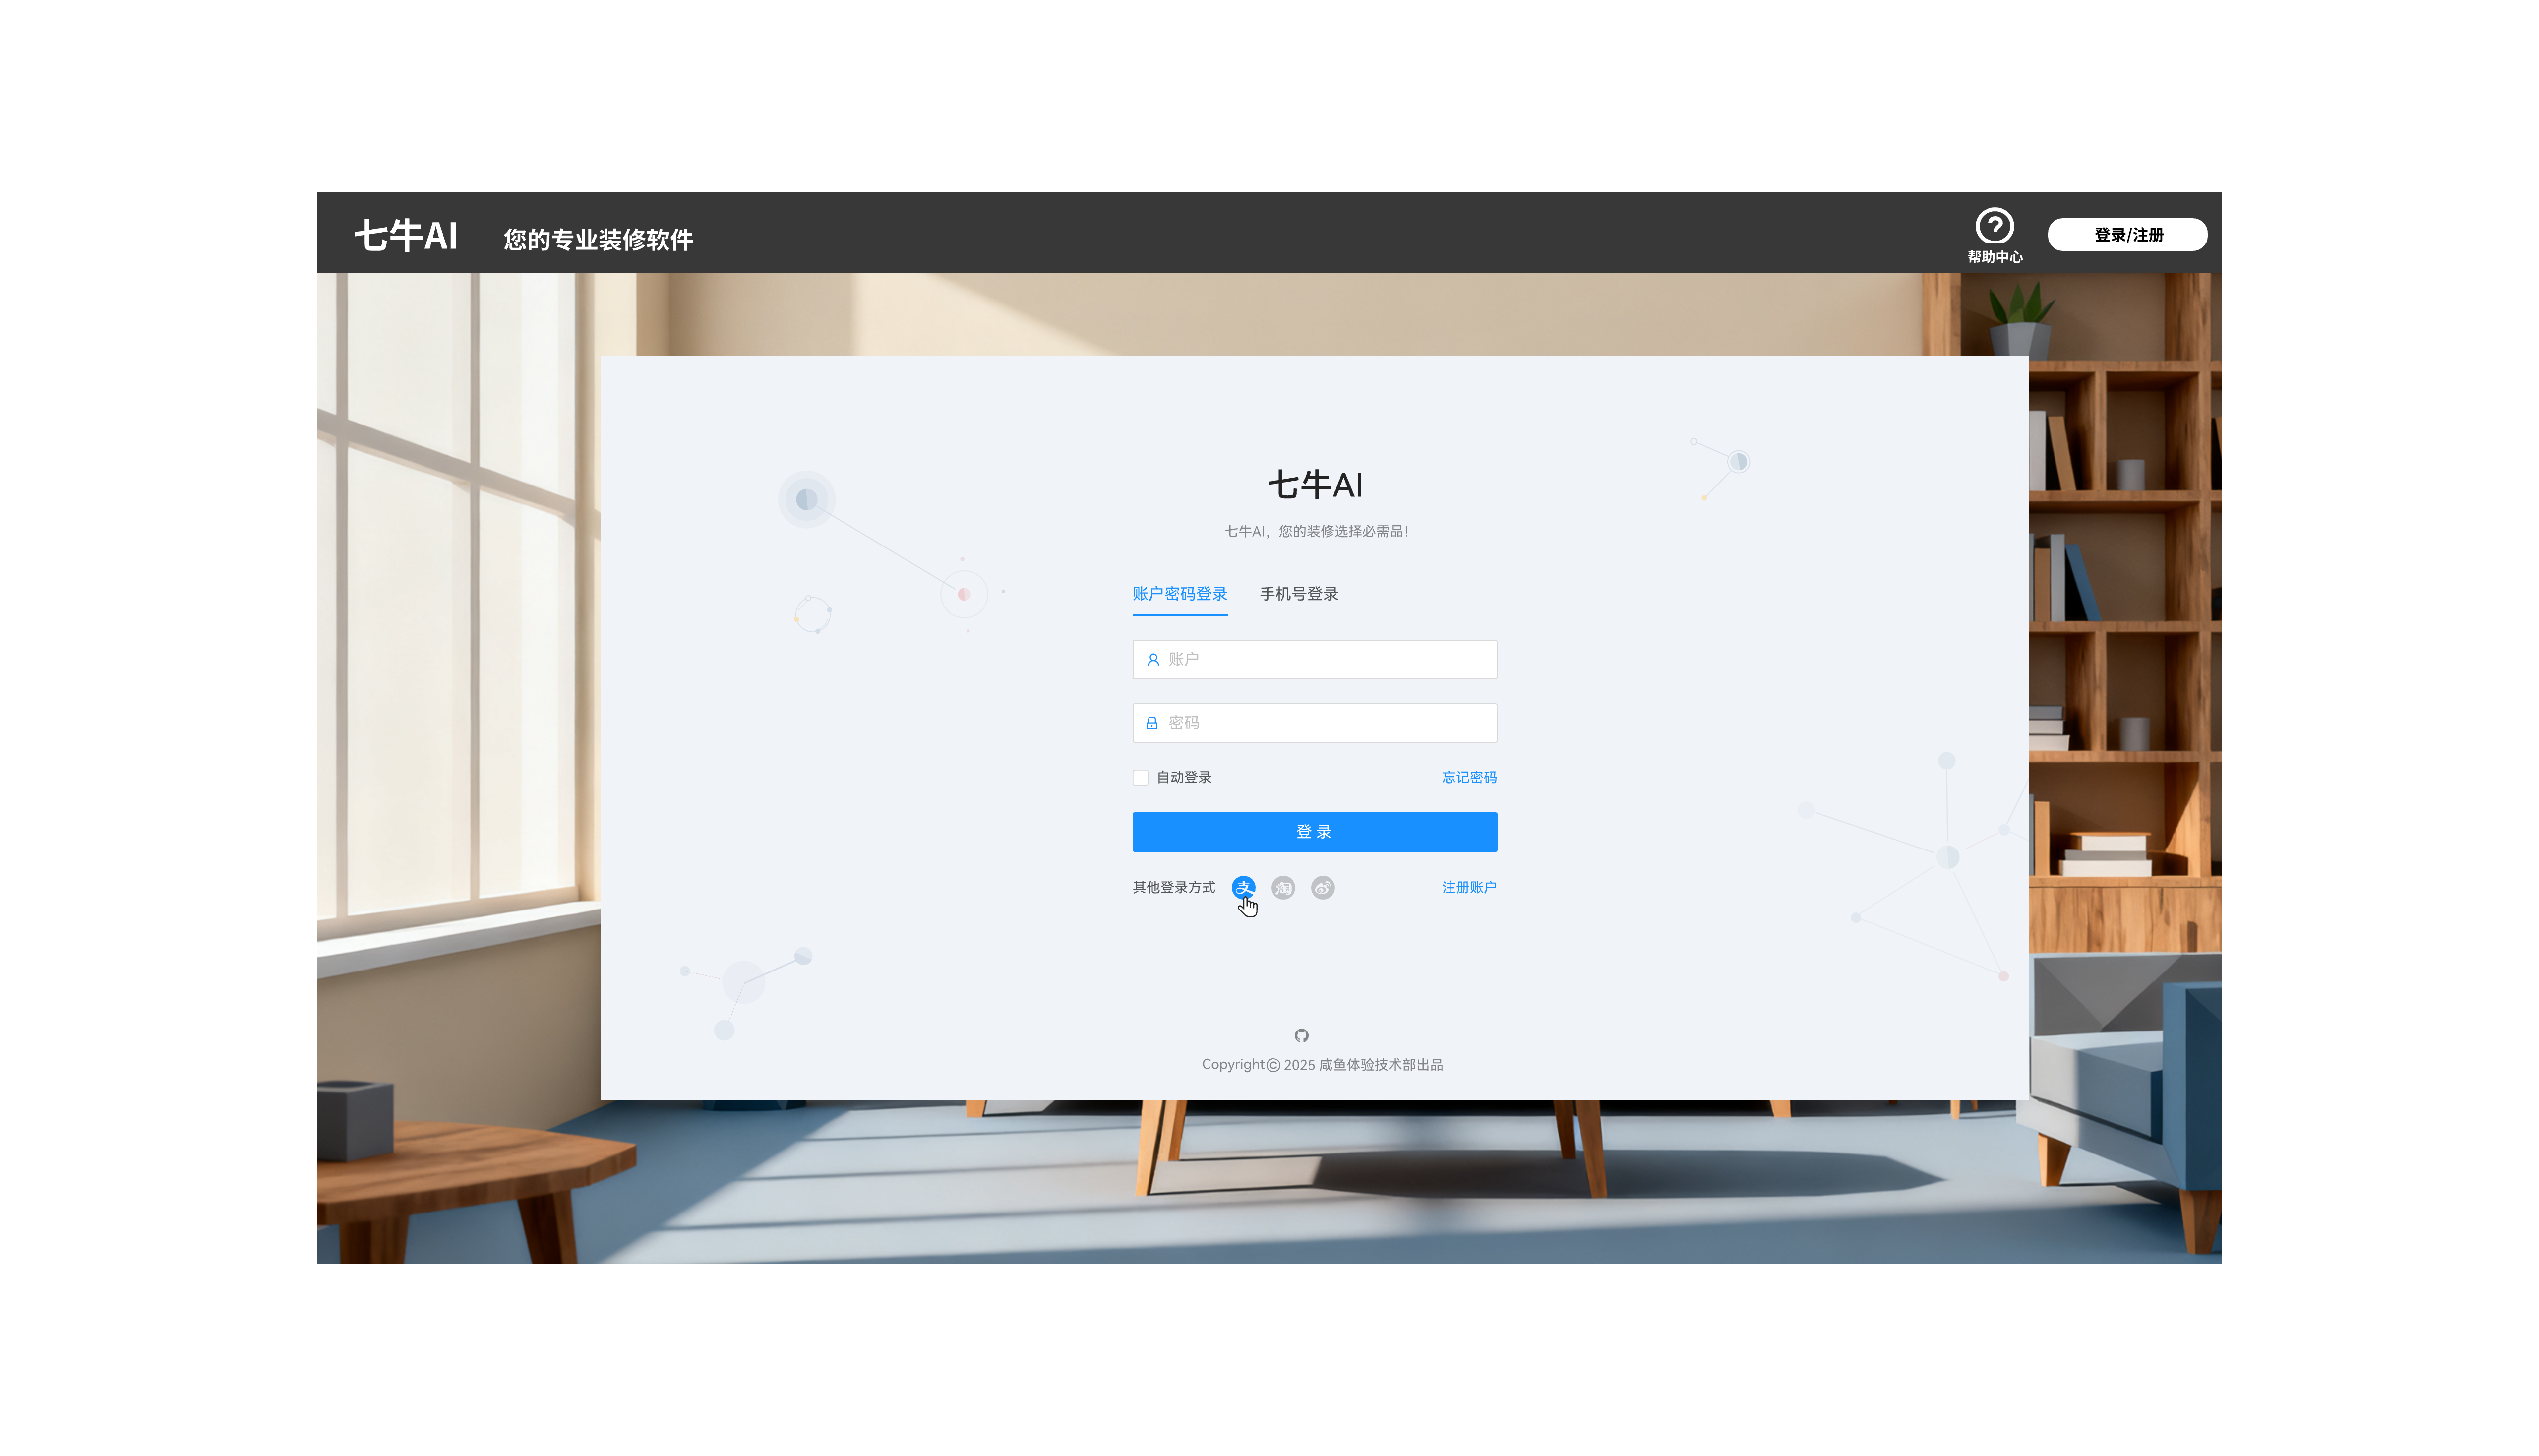 七牛AI 您的专业装修软件 登录/注册
帮助中心
七牛AI
七牛AI，您的装修选择必需品！
账户密码登录 手机号登录
账户
密码
自动登录 忘记密码
登 录
其他登录方式 支 淘 注册账户
Copyright© 2025 咸鱼体验技术部出品